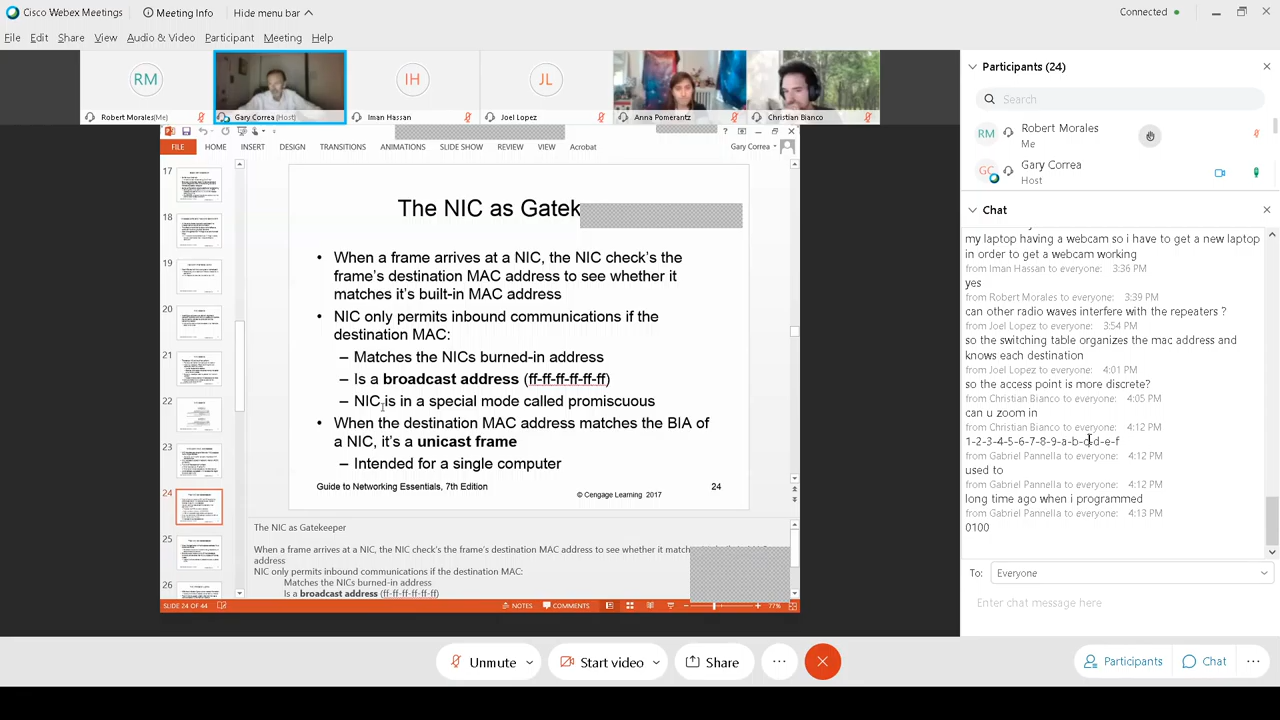 Cisco Webex Meetings
Meeting Info
Hide menu bar
Connected
File Edit Share View Audio & Video Participant Meeting Help
RM
IH
JL
Robert Morales(Me)
Gary Correa (Host)
Iman Hassan
Joel Lopez
Anna Pomerantz
Christian Bianco
FILE HOME INSERT DESIGN TRANSITIONS ANIMATIONS SLIDE SHOW REVIEW VIEW Acrobat
Gary Correa
17
18
19
20
21
22
23
24
25
26
The NIC as
• When a frame arrives at a NIC, the NIC check's the
frame's destination MAC address to see whether it
matches it's built-in MAC address
• NIC only permits inbound communications if the
destination MAC:
– Matches the NICs burned-in address
– Is a broadcast address (ff-ff-ff-ff-ff-ff)
– NIC is in a special mode called promiscuous
• When the destination MAC address matches the BIA of
a NIC, it's a unicast frame
– Intended for a single computer
Guide to Networking Essentials, 7th Edition
© Cengage Learning 2017
24
The NIC as Gatekeeper
When a frame arrives at a NIC, the NIC check's the frame's destination MAC address to see whether it
address
NIC only permits inbound communications if the destination MAC:
Matches the NICs burned-in address
Is a broadcast address (ff-ff-ff-ff-ff-ff)
SLIDE 24 OF 44
NOTES
COMMENTS
77%
Participants (24)
Search
RM
Robert Morales
Me
GC
Gary Correa
Host
Chat
my laptop having a webcam so i have to get a new laptop
in order to get a webcam working
from Iman Hassan to everyone: 3:36 PM
yes
from Robert Morales to everyone: 3:39 PM
can other radio waves interfere with the repeaters ?
from Joel Lopez to everyone: 3:54 PM
so the switching table organizes the mac address and
knows each destination
from Joel Lopez to everyone: 4:01 PM
so the access point is more discrete?
from Christian Bianco to everyone: 4:05 PM
can u zoom in
from Christian Bianco to everyone: 4:12 PM
from Gabriel Pannella to everyone: 4:12 PM
used to
from Gabriel Pannella to everyone: 4:12 PM
long time ago when programmed
from Gabriel Pannella to everyone: 4:13 PM
0100
To: Everyone
Enter chat message here
Unmute
Start video
Share
Participants
Chat